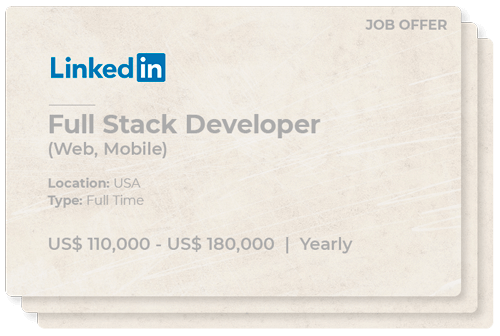 JOB OFFER
Linkedin
Full Stack Developer
(Web, Mobile)
Location: USA
Type: Full Time
US$ 110,000 - US$ 180,000 | Yearly